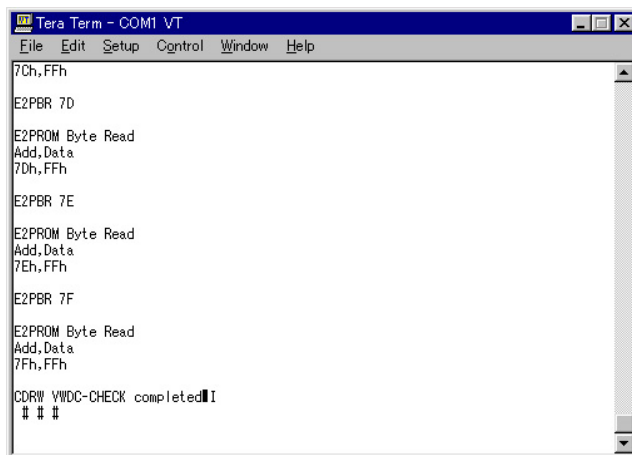 Tera Term - COM1 VT
File Edit Setup Control Window Help
7Ch,FFh
E2PBR 7D
E2PROM Byte Read
Add,Data
7Dh,FFh
E2PBR 7E
E2PROM Byte Read
Add,Data
7Eh,FFh
E2PBR 7F
E2PROM Byte Read
Add,Data
7Fh,FFh
CDRW VWDC-CHECK completed
# # #